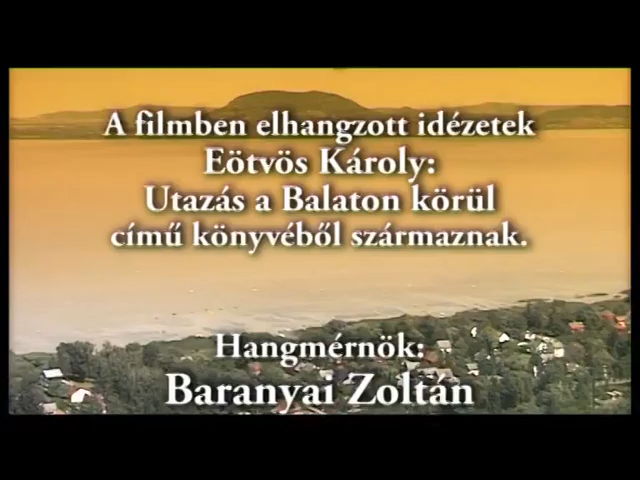 A filmben elhangzott idézetek
Eötvös Károly:
Utazás a Balaton körül
című könyvéből származnak.
Hangmérnök:
Baranyai Zoltán